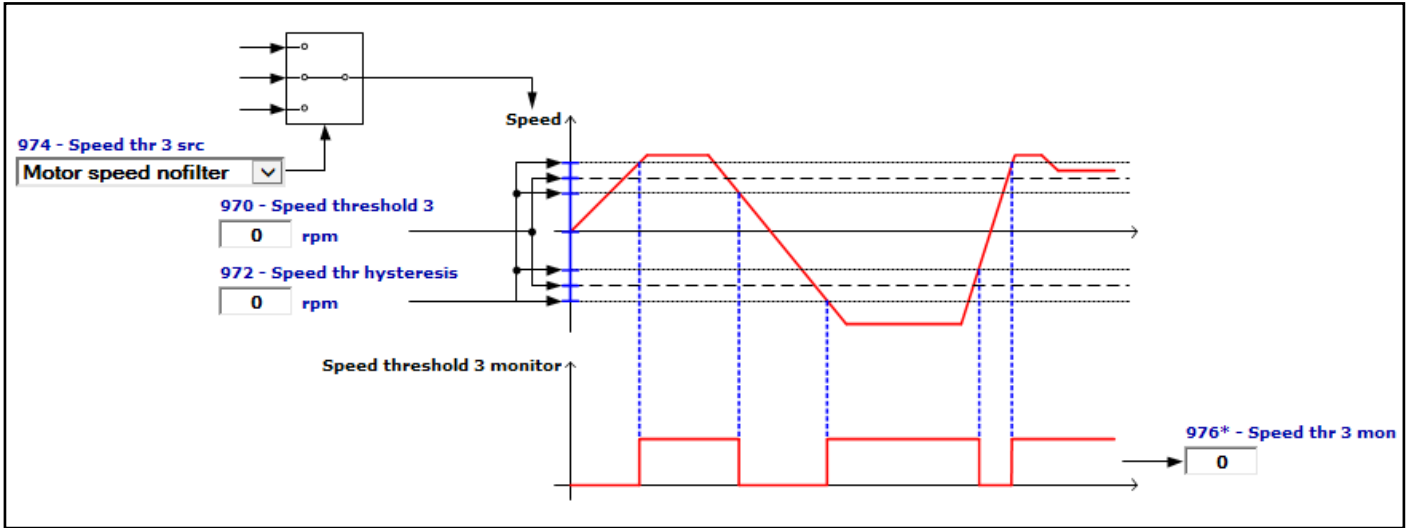 Speed
974 - Speed thr 3 src
Motor speed nofilter
970 - Speed threshold 3
0 rpm
972 - Speed thr hysteresis
0 rpm
Speed threshold 3 monitor
976* - Speed thr 3 mon
0